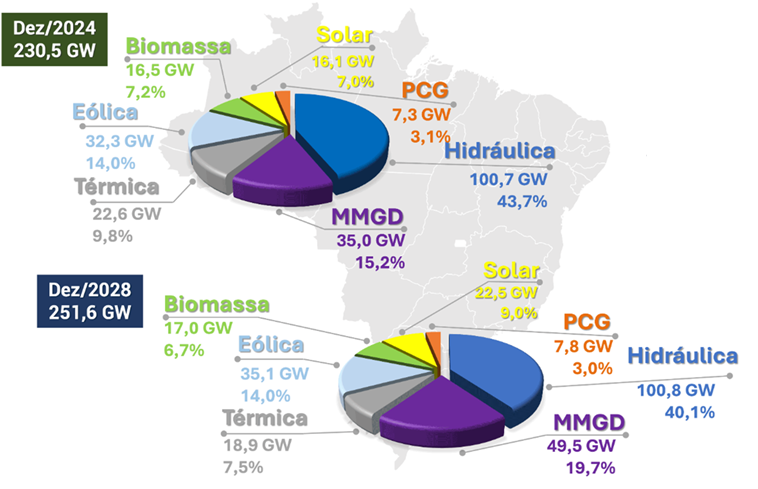 Dez/2024
230,5 GW
Solar
16,1 GW
7,0%
Biomassa
16,5 GW
7,2%
PCG
7,3 GW
3,1%
Eólica
32,3 GW
14,0%
Hidráulica
100,7 GW
43,7%
Térmica
22,6 GW
9,8%
MMGD
35,0 GW
15,2%
Dez/2028
251,6 GW
Solar
22,5 GW
9,0%
Biomassa
17,0 GW
6,7%
PCG
7,8 GW
3,0%
Eólica
35,1 GW
14,0%
Hidráulica
100,8 GW
40,1%
Térmica
18,9 GW
7,5%
MMGD
49,5 GW
19,7%